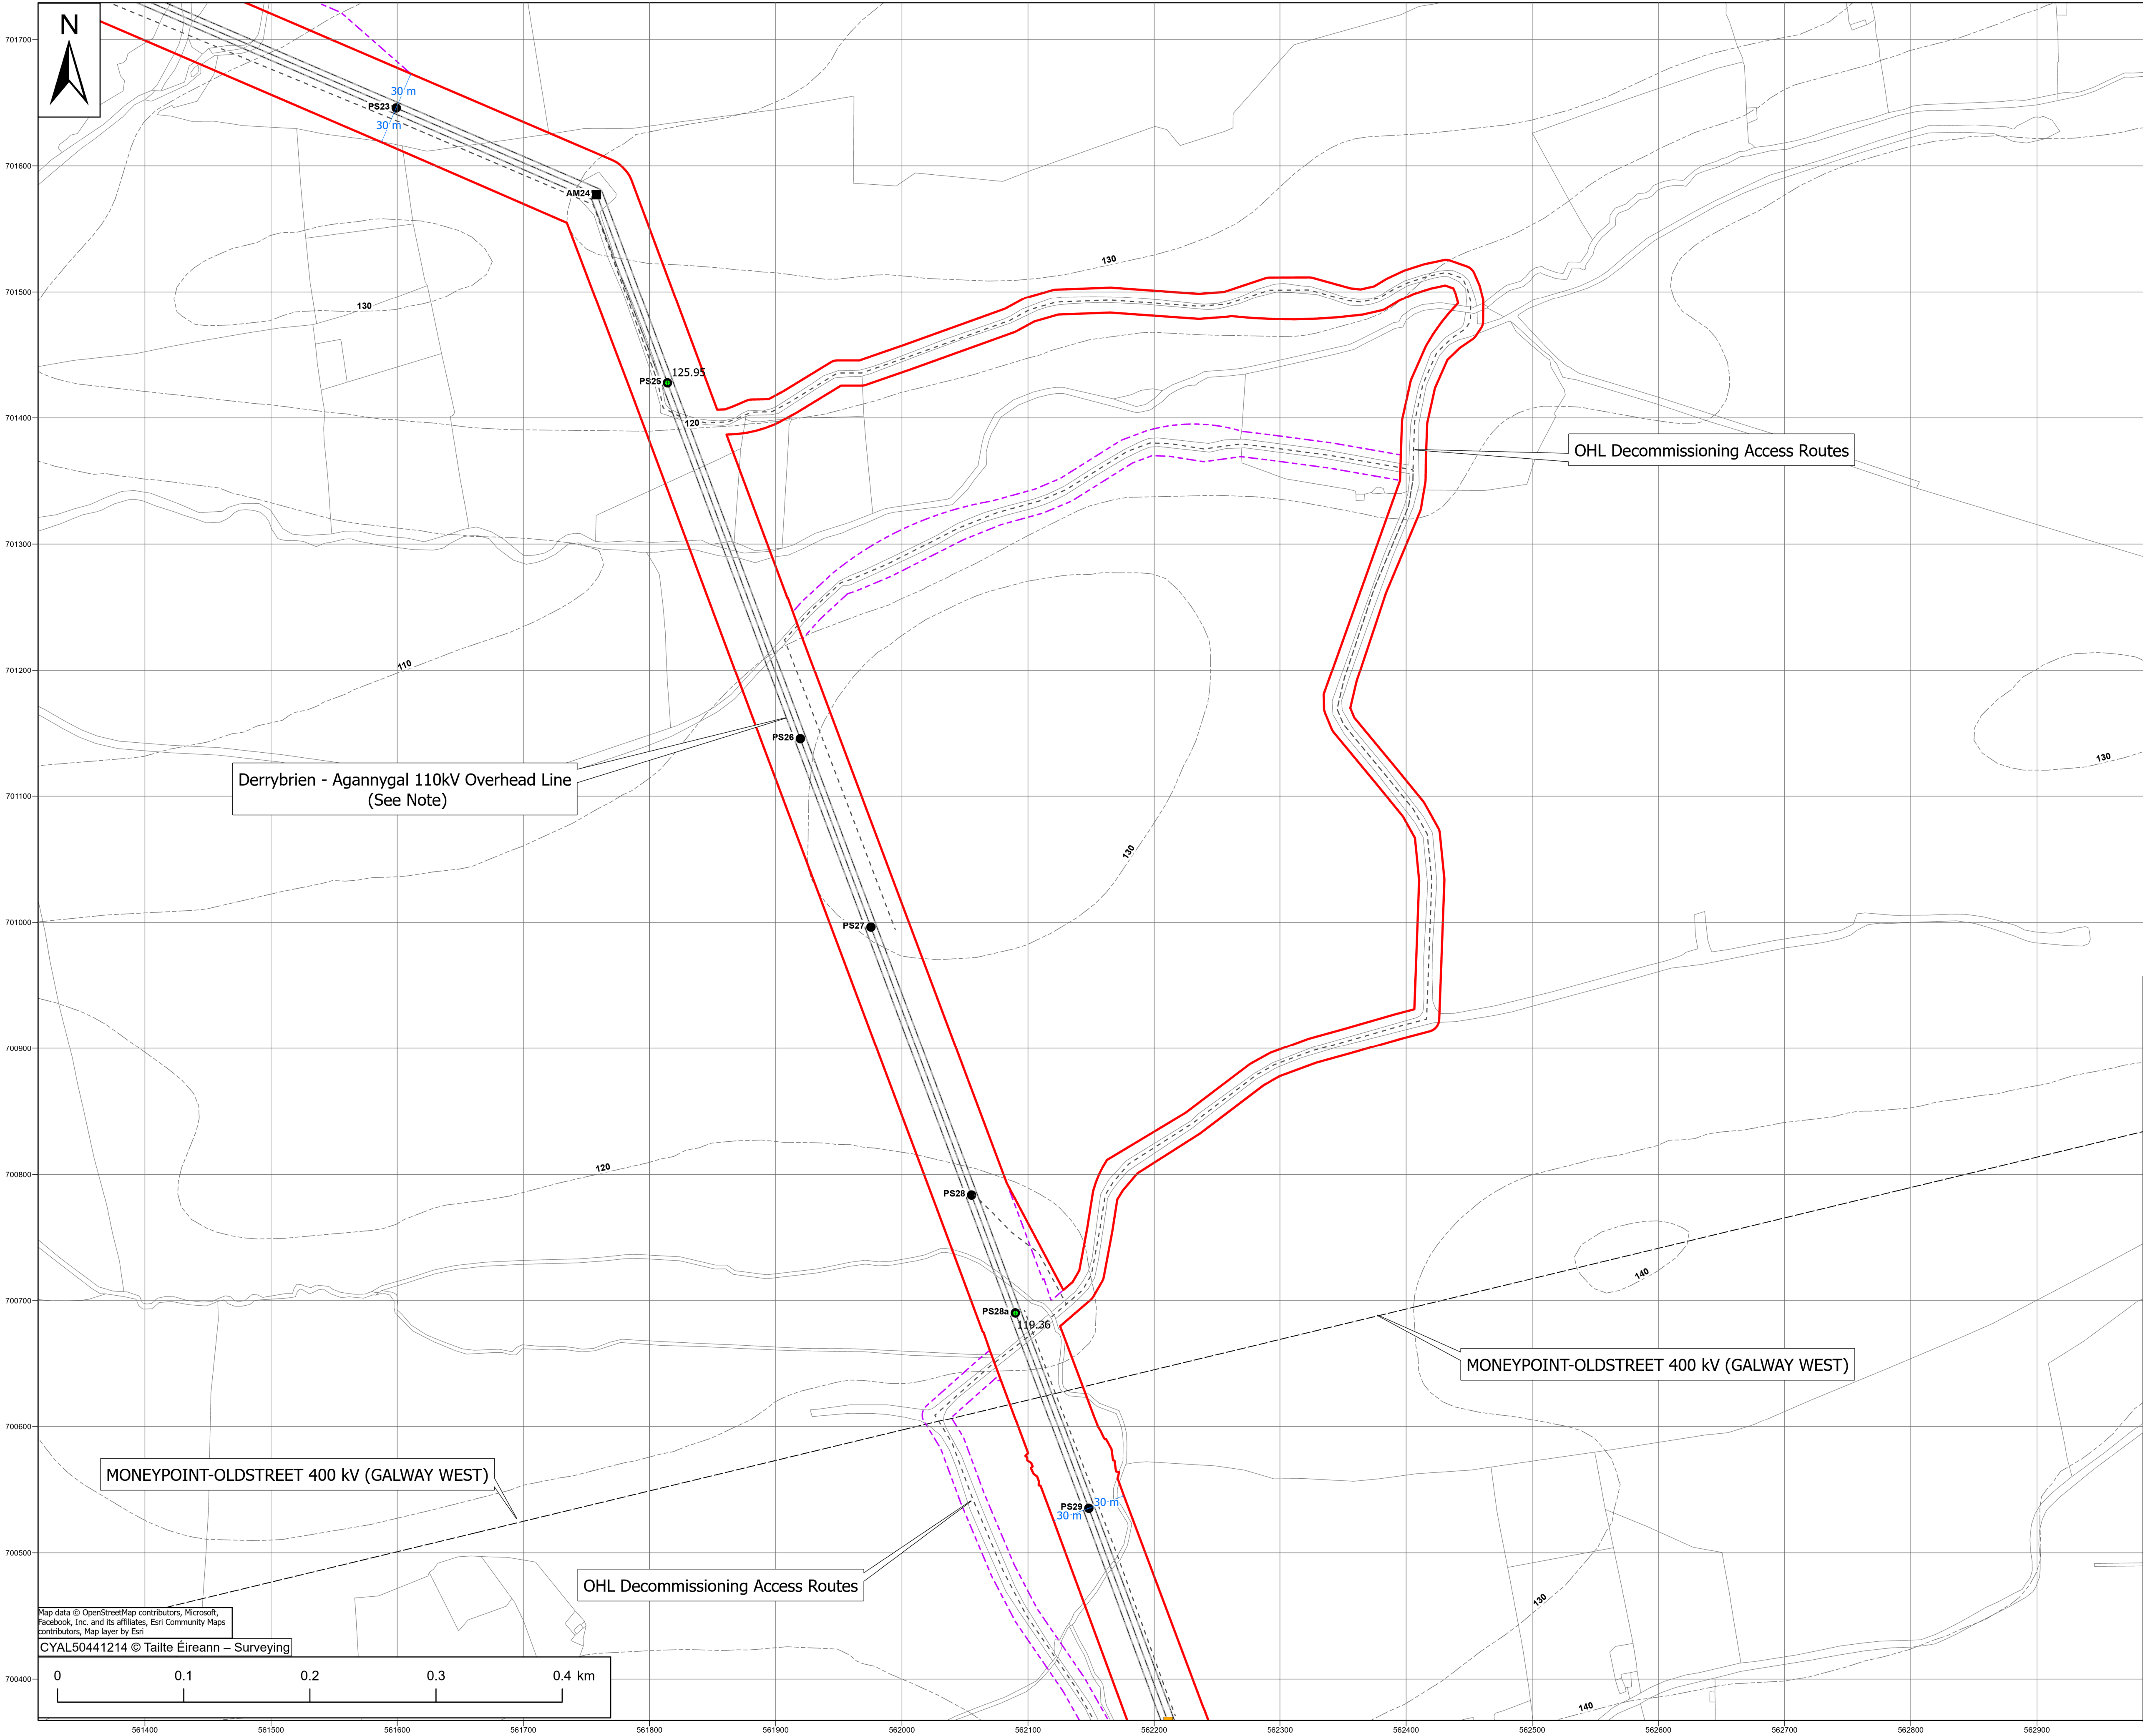 N
701700
30 m
PS23
30 m
701600
AM24
130
701500
130
125.95
PS25
701400
120
OHL Decommissioning Access Routes
701300
701200
110
PS26
130
Derrybrien - Agannygal 110kV Overhead Line
(See Note)
701100
130
PS27
701000
700900
120
700800
PS28
140
700700
PS28a
119.36
MONEYPOINT-OLDSTREET 400 kV (GALWAY WEST)
700600
MONEYPOINT-OLDSTREET 400 kV (GALWAY WEST)
PS29
30 m
30 m
700500
OHL Decommissioning Access Routes
130
Map data © OpenStreetMap contributors, Microsoft,
Facebook, Inc. and its affiliates, Esri Community Maps
contributors, Map layer by Esri
CYAL50441214 © Tailte Éireann – Surveying
0 0.1 0.2 0.3 0.4 km
700400
140
561400 561500 561600 561700 561800 561900 562000 562100 562200 562300 562400 562500 562600 562700 562800 562900